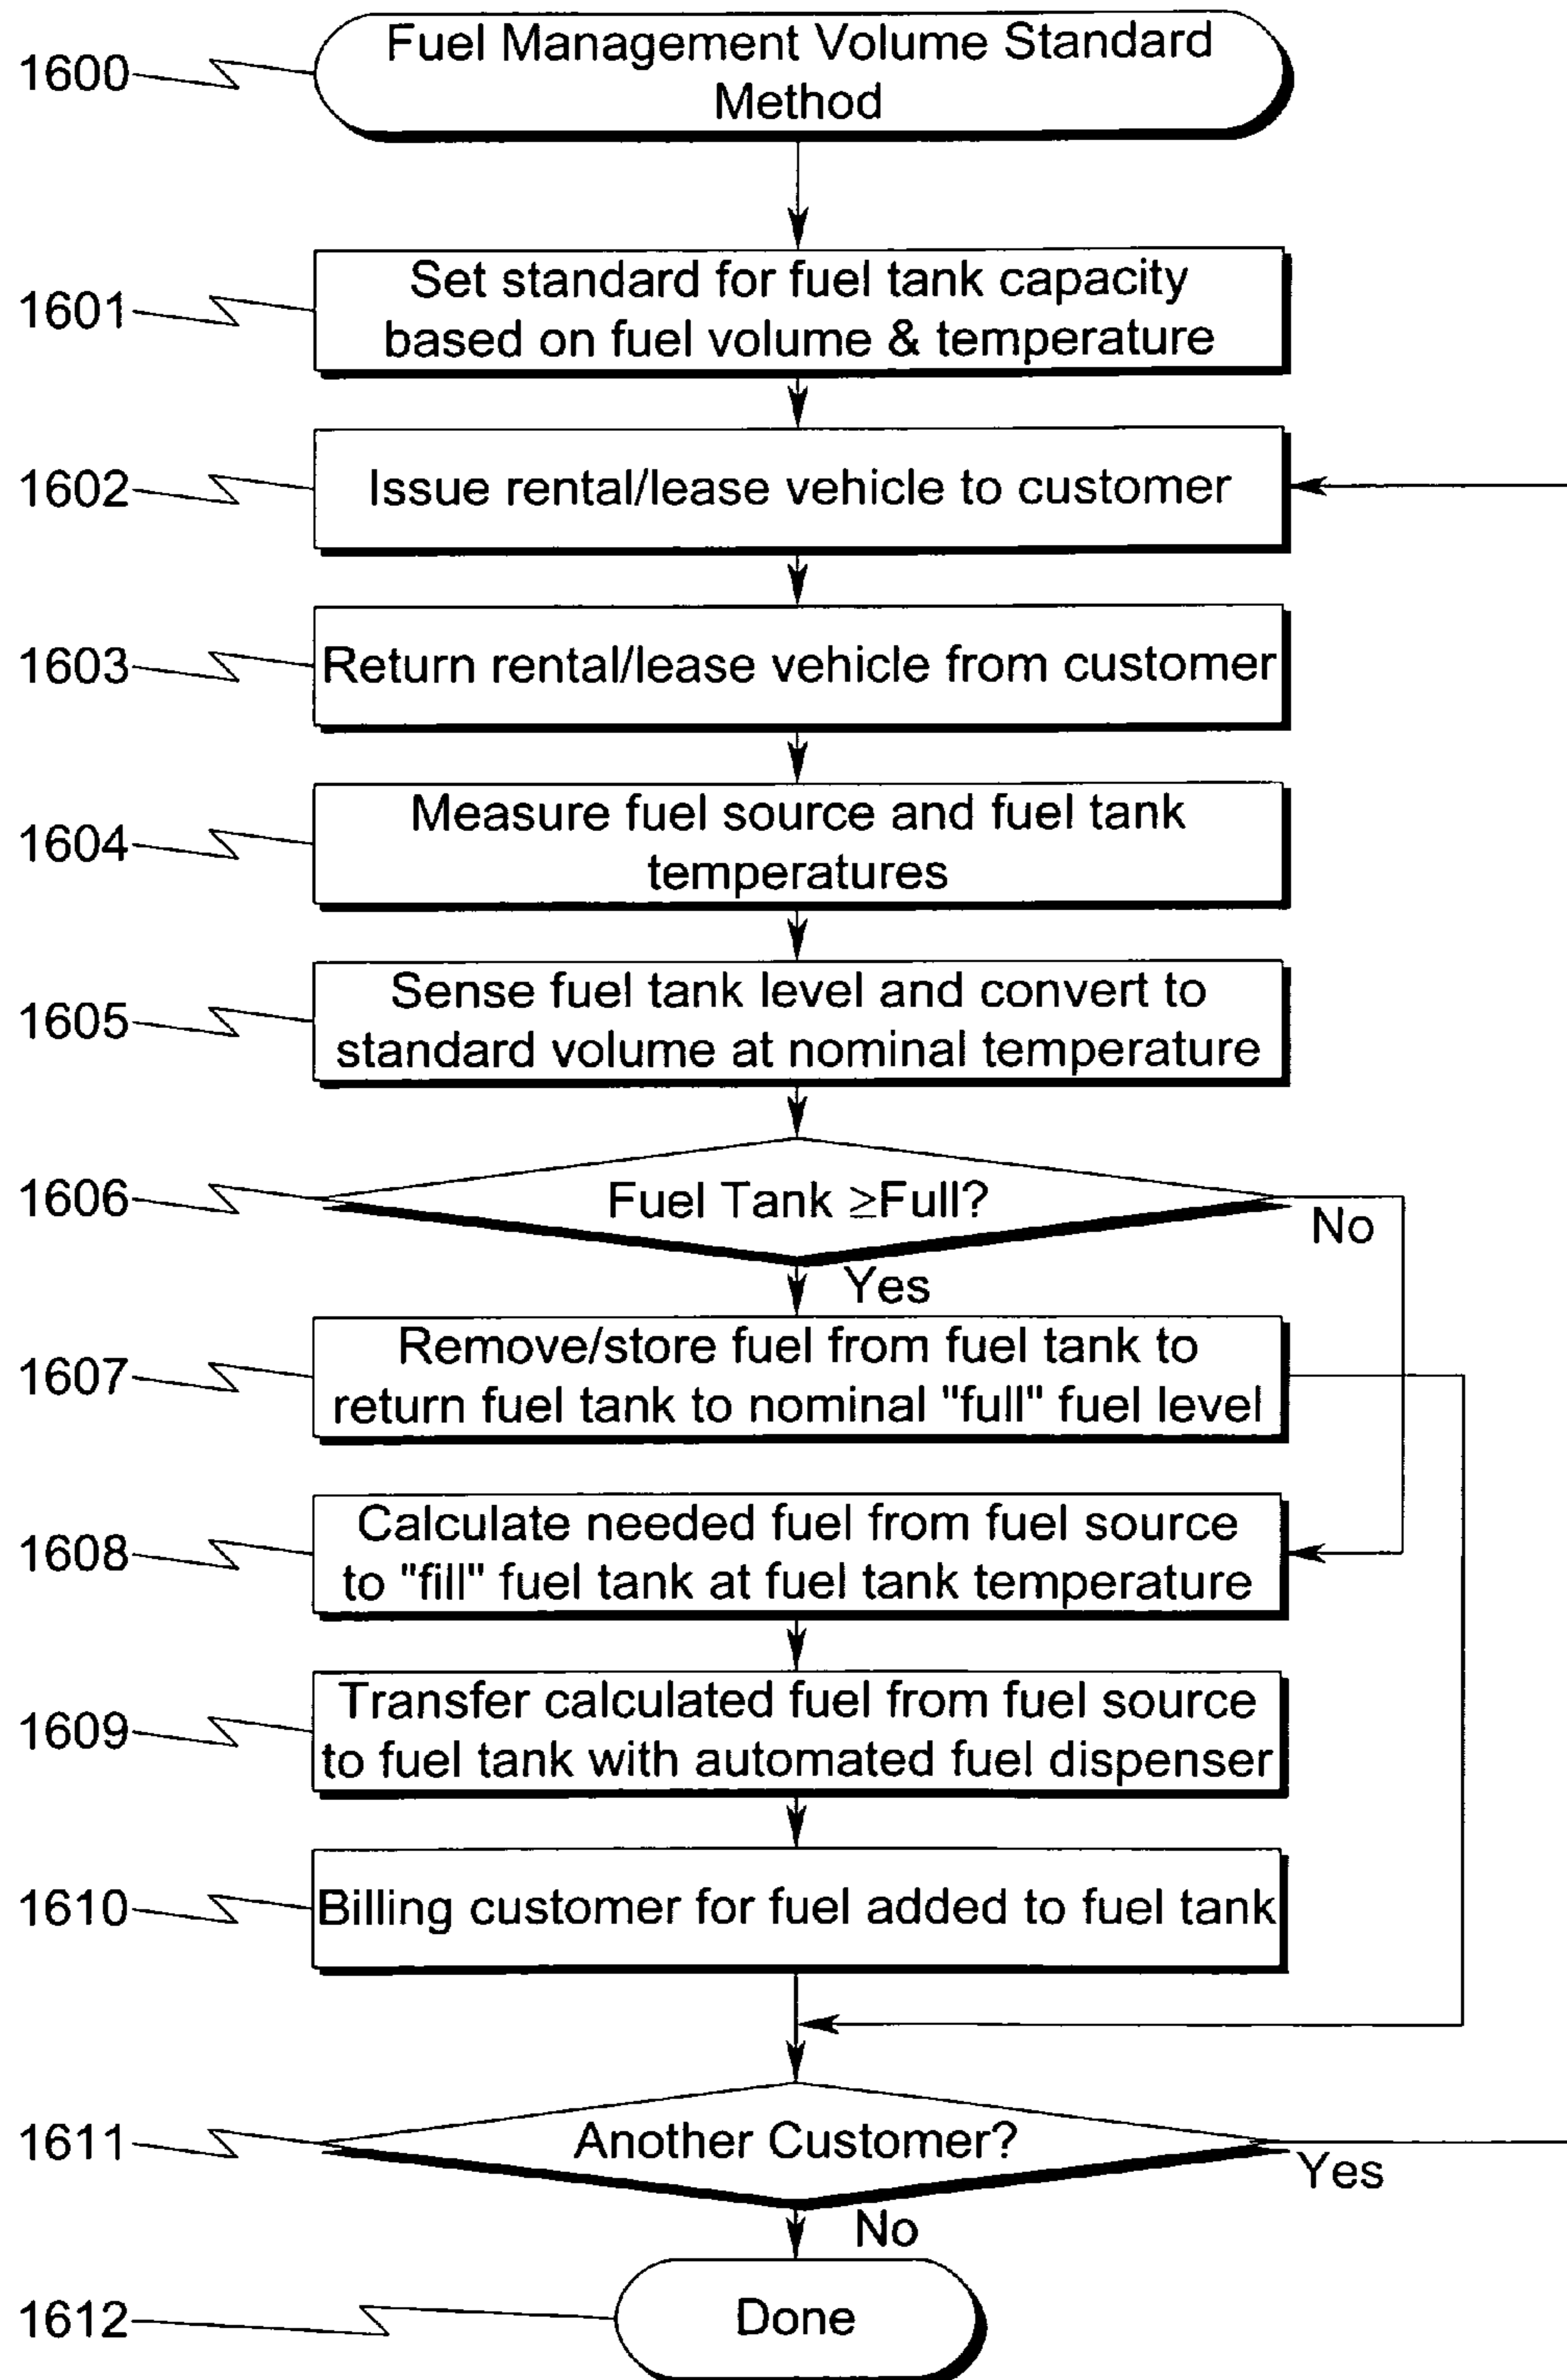 1600
Fuel Management Volume Standard
Method
1601
Set standard for fuel tank capacity
based on fuel volume & temperature
1602
Issue rental/lease vehicle to customer
1603
Return rental/lease vehicle from customer
1604
Measure fuel source and fuel tank
temperatures
1605
Sense fuel tank level and convert to
standard volume at nominal temperature
1606
Fuel Tank ≥Full?
No
Yes
1607
Remove/store fuel from fuel tank to
return fuel tank to nominal "full" fuel level
1608
Calculate needed fuel from fuel source
to "fill" fuel tank at fuel tank temperature
1609
Transfer calculated fuel from fuel source
to fuel tank with automated fuel dispenser
1610
Billing customer for fuel added to fuel tank
1611
Another Customer?
Yes
No
1612
Done